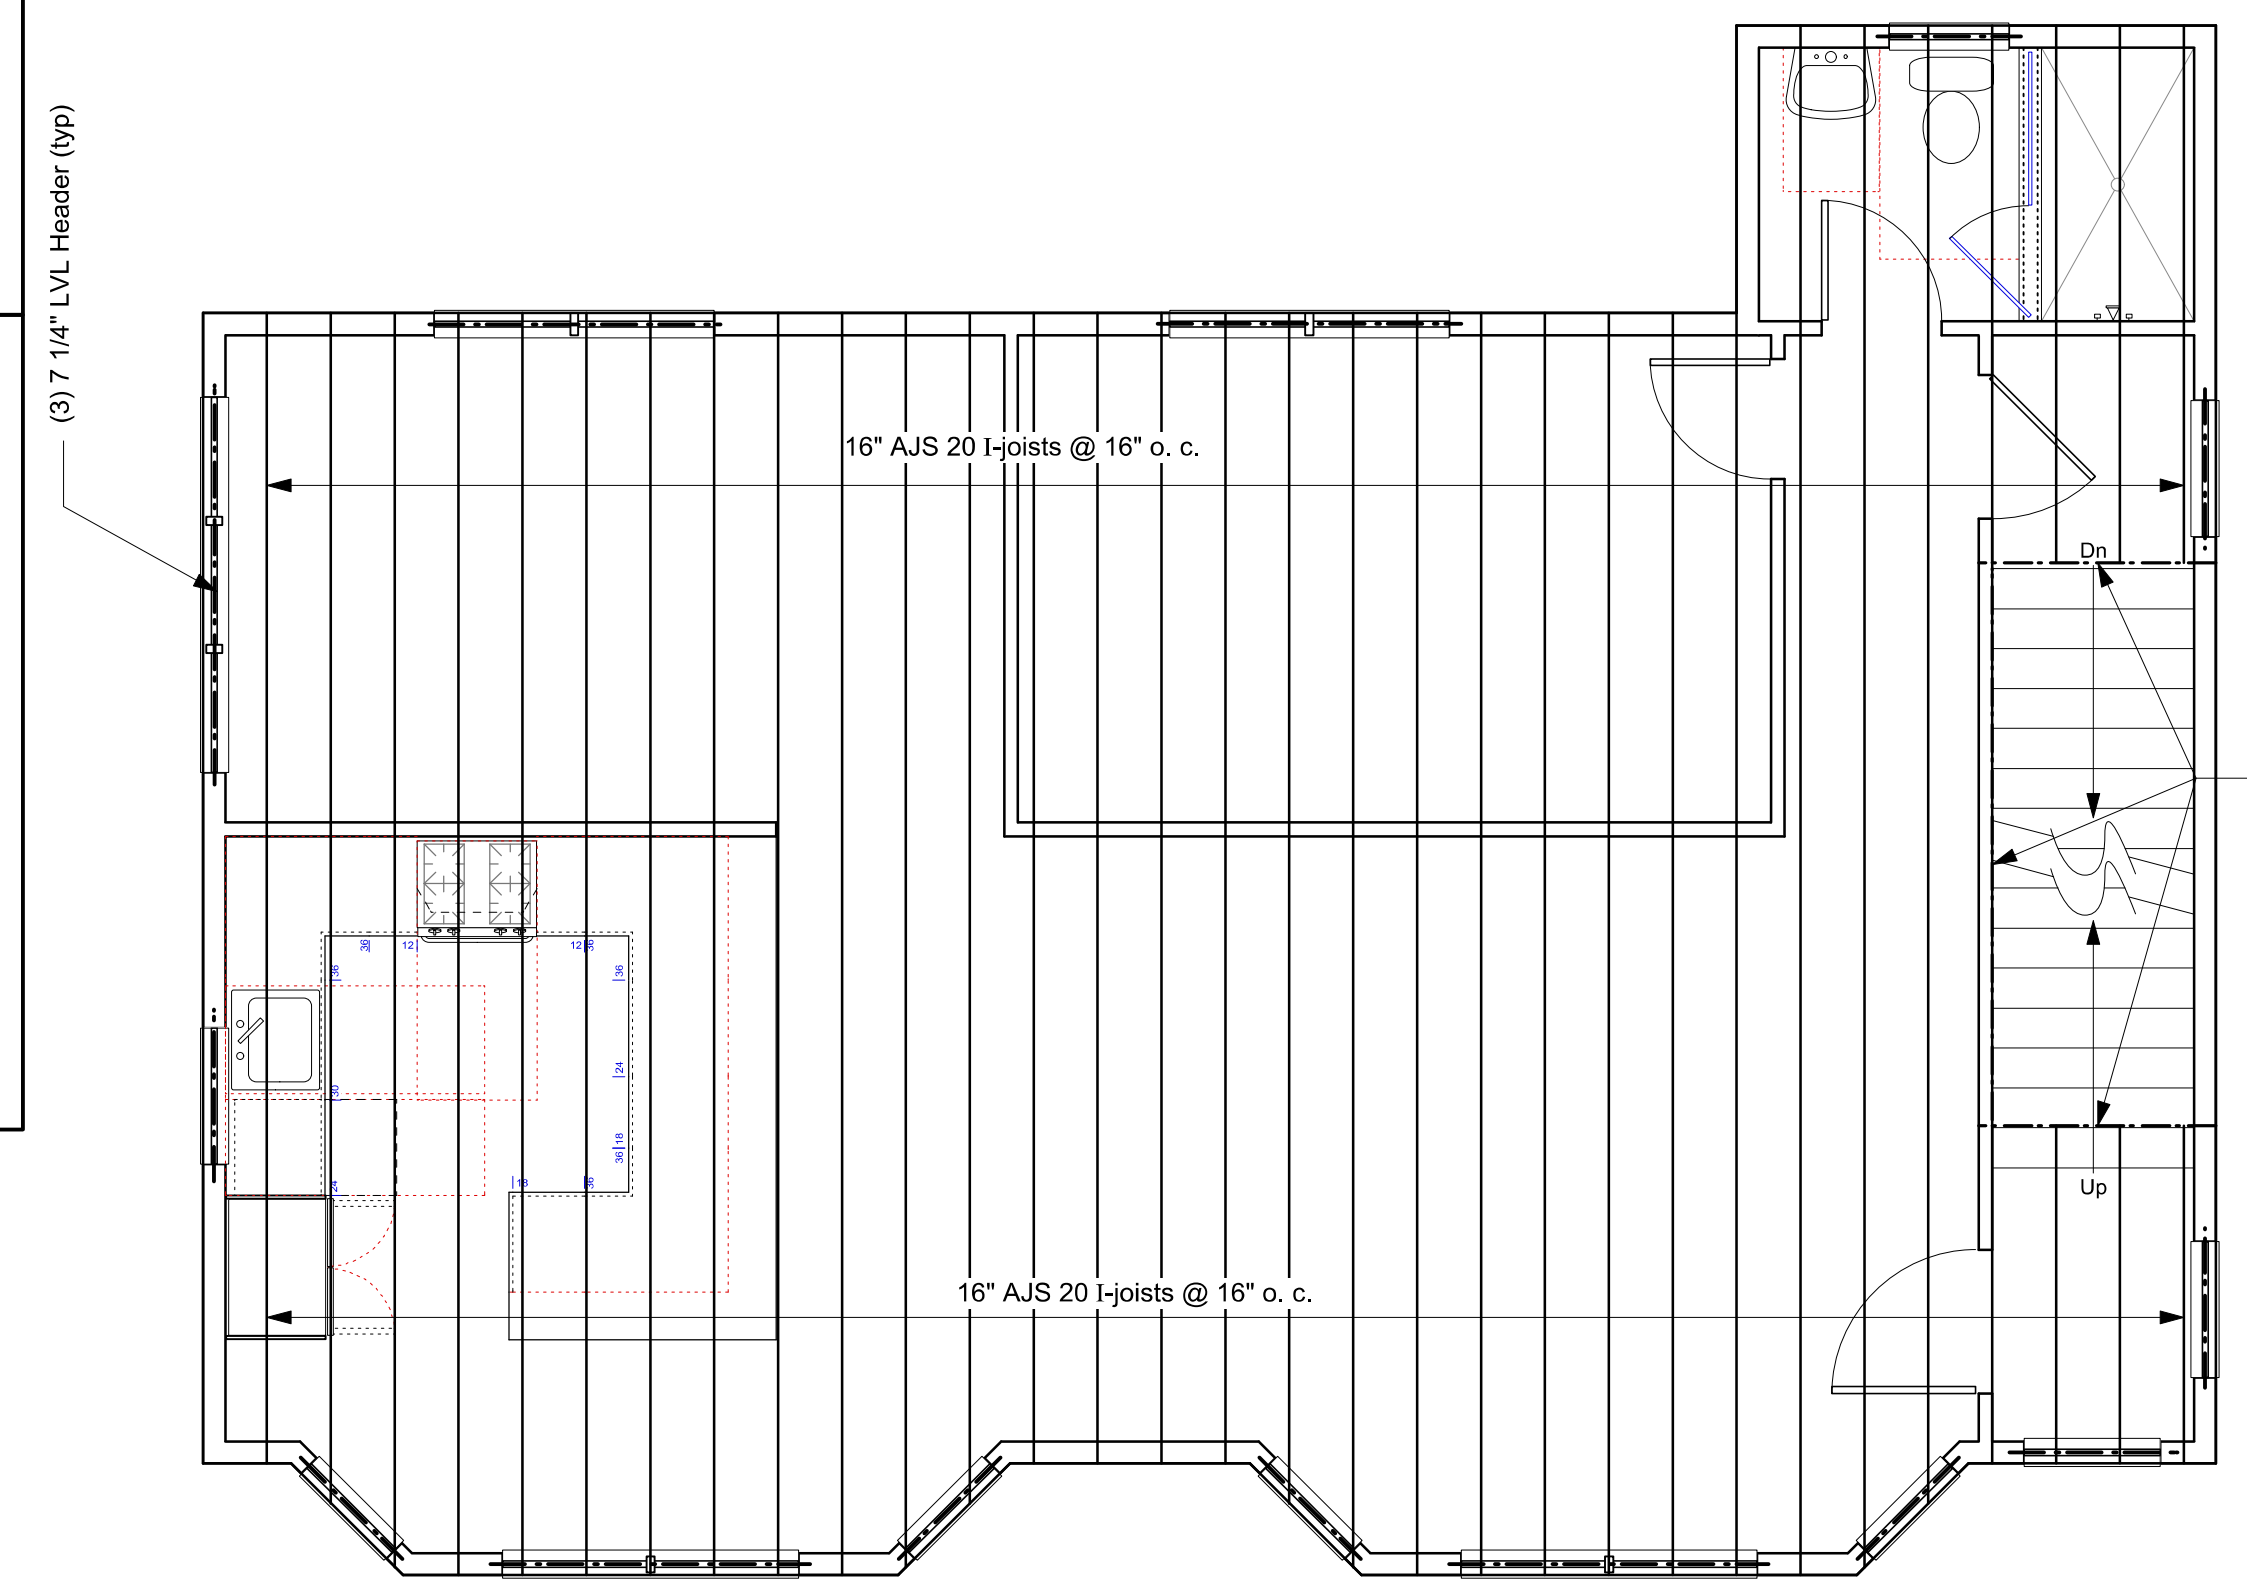 (3) 7 1/4" LVL Header (typ)
16" AJS 20 I-joists @ 16" o. c.
Dn
36
12
12
36
36
36
24
30
18
36
24
18
36
Up
16" AJS 20 I-joists @ 16" o. c.